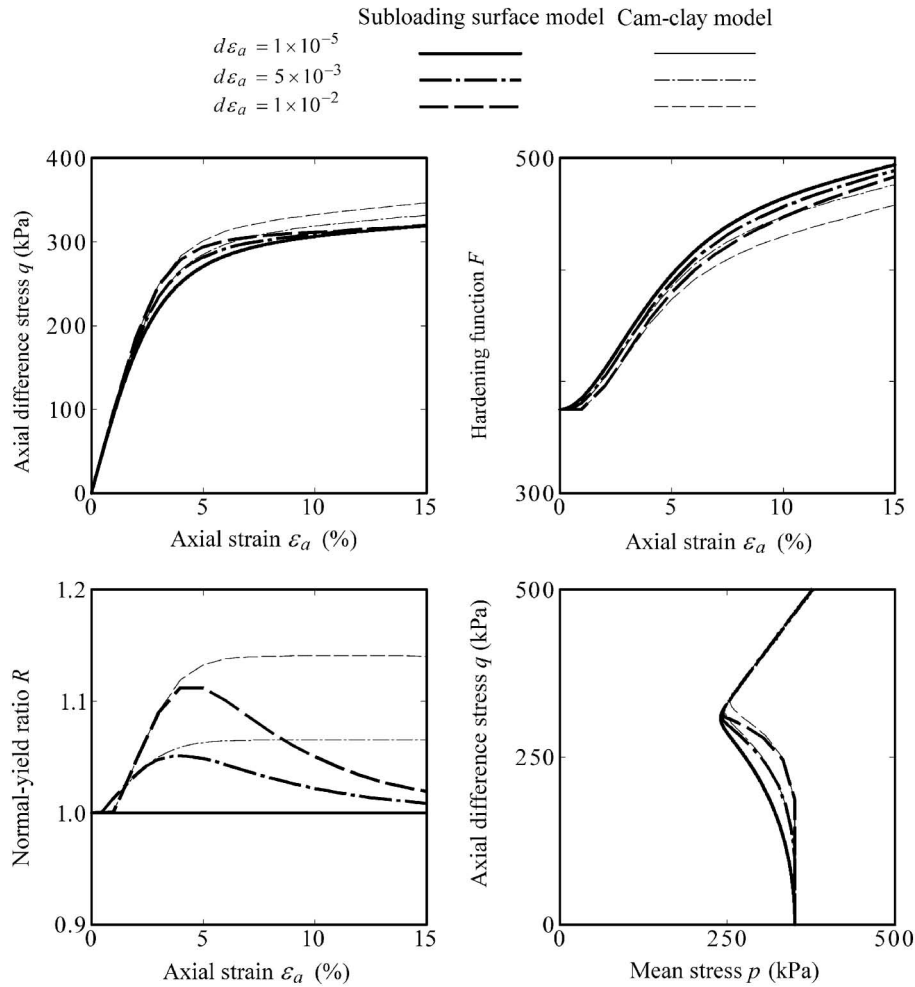 Subloading surface model Cam-clay model
dεₐ = 1×10⁻⁵
dεₐ = 5×10⁻³
dεₐ = 1×10⁻²
Axial difference stress q (kPa)
400
300
200
100
0
0 5 10 15
Axial strain εₐ (%)
Hardening function F
500
300
0 5 10 15
Axial strain εₐ (%)
Normal-yield ratio R
1.2
1.1
1.0
0.9
0 5 10 15
Axial strain εₐ (%)
Axial difference stress q (kPa)
500
250
0
0 250 500
Mean stress p (kPa)